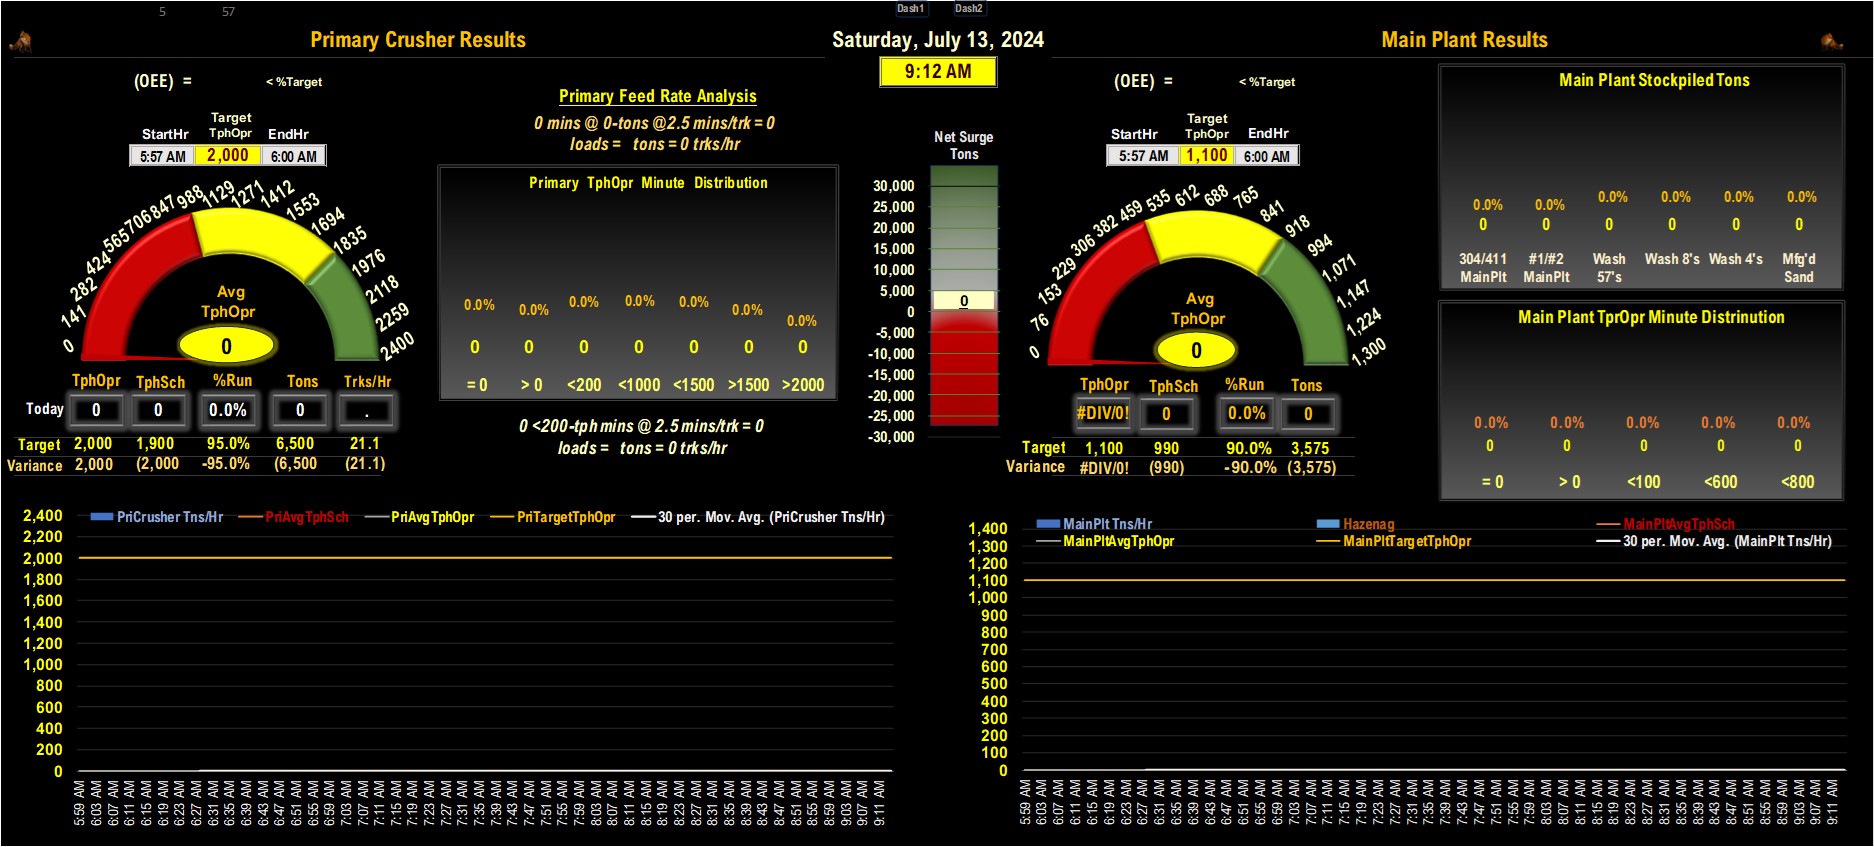 5 57
Dash1 Dash2
Primary Crusher Results
Saturday, July 13, 2024
Main Plant Results
9:12 AM
(OEE) = < %Target
Target
StartHr TphOpr EndHr
5:57 AM 2,000 6:00 AM
0 141 282 424 565 706 847 988 1129 1271 1412 1553 1694 1835 1976 2118 2259 2400
Avg
TphOpr
0
TphOpr TphSch %Run Tons Trks/Hr
Today 0 0 0.0% 0 .
Target 2,000 1,900 95.0% 6,500 21.1
Variance 2,000 (2,000 -95.0% (6,500 (21.1)
Primary Feed Rate Analysis
0 mins @ 0-tons @2.5 mins/trk = 0
loads = tons = 0 trks/hr
Primary TphOpr Minute Distribution
0.0% 0.0% 0.0% 0.0% 0.0% 0.0% 0.0%
0 0 0 0 0 0 0
= 0 > 0 <200 <1000 <1500 >1500 >2000
0 <200-tph mins @ 2.5 mins/trk = 0
loads = tons = 0 trks/hr
Net Surge
Tons
30,000
25,000
20,000
15,000
10,000
5,000
0 0
-5,000
-10,000
-15,000
-20,000
-25,000
-30,000
(OEE) = < %Target
Target
StartHr TphOpr EndHr
5:57 AM 1,100 6:00 AM
0 76 153 229 306 382 459 535 612 688 765 841 918 994 1,071 1,147 1,224 1,300
Avg
TphOpr
0
TphOpr TphSch %Run Tons
#DIV/0! 0 0.0% 0
Target 1,100 990 90.0% 3,575
Variance #DIV/0! (990) -90.0% (3,575)
Main Plant Stockpiled Tons
0.0% 0.0% 0.0% 0.0% 0.0% 0.0%
0 0 0 0 0 0
304/411 #1/#2 Wash Wash 8's Wash 4's Mfg'd
MainPlt MainPlt 57's Sand
Main Plant TprOpr Minute Distrinution
0.0% 0.0% 0.0% 0.0% 0.0%
0 0 0 0 0
= 0 > 0 <100 <600 <800
PriCrusher Tns/Hr PriAvgTphSch PriAvgTphOpr PriTargetTphOpr 30 per. Mov. Avg. (PriCrusher Tns/Hr)
2,400
2,200
2,000
1,800
1,600
1,400
1,200
1,000
800
600
400
200
0
5:59 AM 6:03 AM 6:07 AM 6:11 AM 6:15 AM 6:19 AM 6:23 AM 6:27 AM 6:31 AM 6:35 AM 6:39 AM 6:43 AM 6:47 AM 6:51 AM 6:55 AM 6:59 AM 7:03 AM 7:07 AM 7:11 AM 7:15 AM 7:19 AM 7:23 AM 7:27 AM 7:31 AM 7:35 AM 7:39 AM 7:43 AM 7:47 AM 7:51 AM 7:55 AM 7:59 AM 8:03 AM 8:07 AM 8:11 AM 8:15 AM 8:19 AM 8:23 AM 8:27 AM 8:31 AM 8:35 AM 8:39 AM 8:43 AM 8:47 AM 8:51 AM 8:55 AM 8:59 AM 9:03 AM 9:07 AM 9:11 AM
MainPlt Tns/Hr Hazenag MainPltAvgTphSch
MainPltAvgTphOpr MainPltTargetTphOpr 30 per. Mov. Avg. (MainPlt Tns/Hr)
1,400
1,300
1,200
1,100
1,000
900
800
700
600
500
400
300
200
100
0
5:59 AM 6:03 AM 6:07 AM 6:11 AM 6:15 AM 6:19 AM 6:23 AM 6:27 AM 6:31 AM 6:35 AM 6:39 AM 6:43 AM 6:47 AM 6:51 AM 6:55 AM 6:59 AM 7:03 AM 7:07 AM 7:11 AM 7:15 AM 7:19 AM 7:23 AM 7:27 AM 7:31 AM 7:35 AM 7:39 AM 7:43 AM 7:47 AM 7:51 AM 7:55 AM 7:59 AM 8:03 AM 8:07 AM 8:11 AM 8:15 AM 8:19 AM 8:23 AM 8:27 AM 8:31 AM 8:35 AM 8:39 AM 8:43 AM 8:47 AM 8:51 AM 8:55 AM 8:59 AM 9:03 AM 9:07 AM 9:11 AM